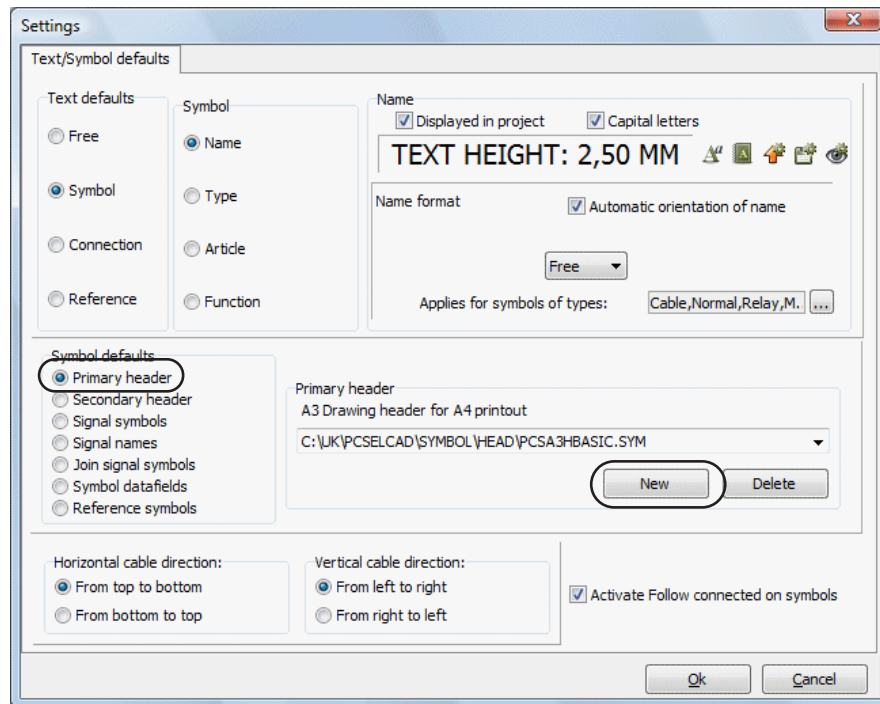 Settings
Text/Symbol defaults
Text defaults
Free
Symbol
Connection
Reference
Symbol
Name
Type
Article
Function
Name
Displayed in project
Capital letters
TEXT HEIGHT: 2,50 MM
Name format
Automatic orientation of name
Free
Applies for symbols of types:
Cable,Normal,Relay,M.
...
Symbol defaults
Primary header
Secondary header
Signal symbols
Signal names
Join signal symbols
Symbol datafields
Reference symbols
Primary header
A3 Drawing header for A4 printout
C:\UK\PCSELCAD\SYMBOL\HEAD\PCSA3HBASIC.SYM
New
Delete
Horizontal cable direction:
From top to bottom
From bottom to top
Vertical cable direction:
From left to right
From right to left
Activate Follow connected on symbols
Ok
Cancel